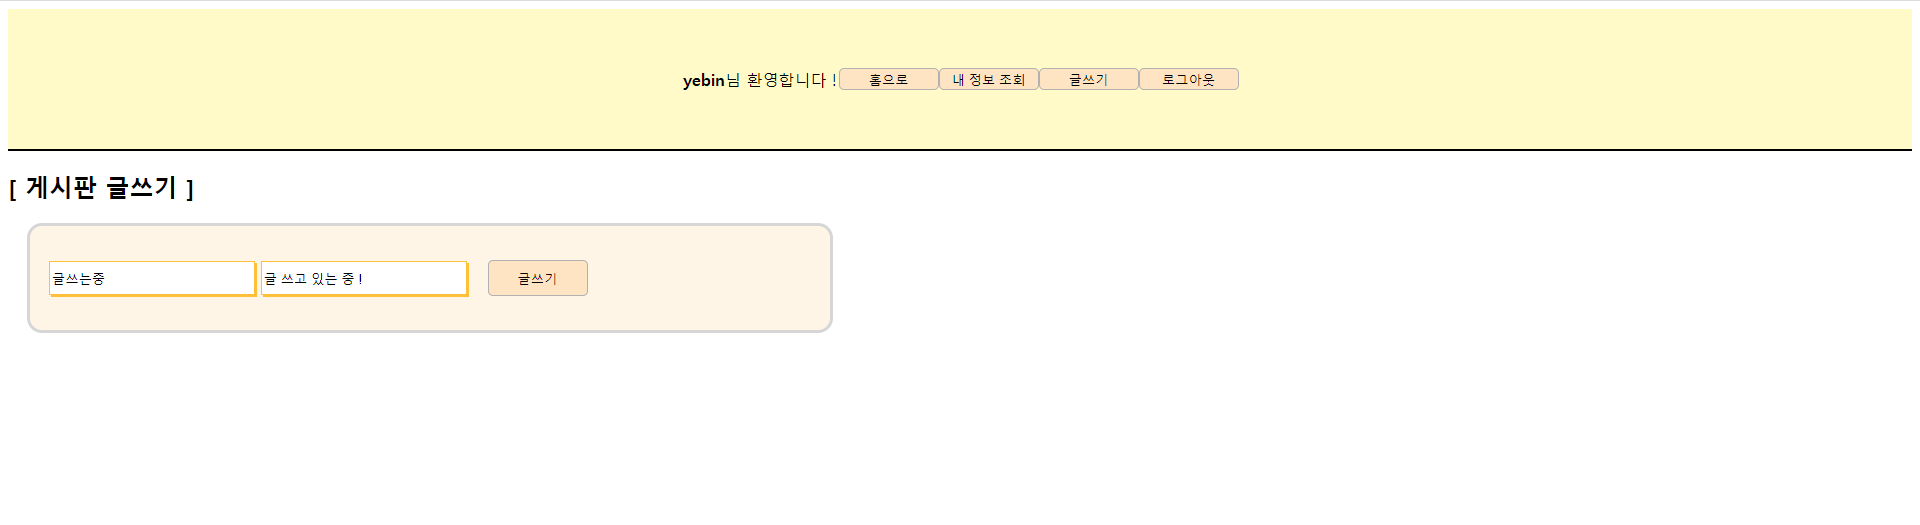 yebin님 환영합니다 ! 홈으로 내 정보 조회 글쓰기 로그아웃
[ 게시판 글쓰기 ]
글쓰는중 글 쓰고 있는 중 ! 글쓰기